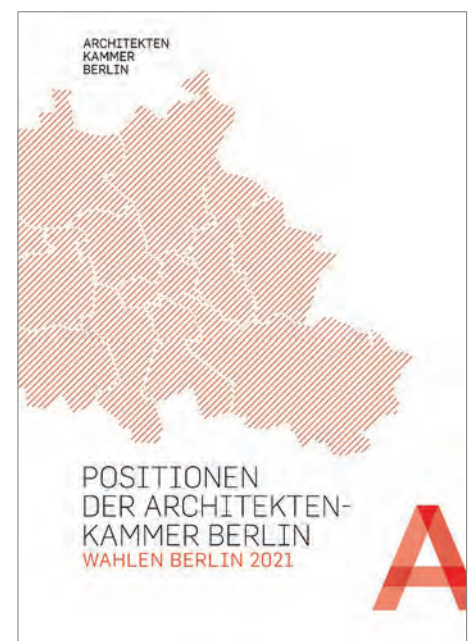 ARCHITEKTEN
KAMMER
BERLIN
POSITIONEN
DER ARCHITEKTEN-
KAMMER BERLIN
WAHLEN BERLIN 2021
A